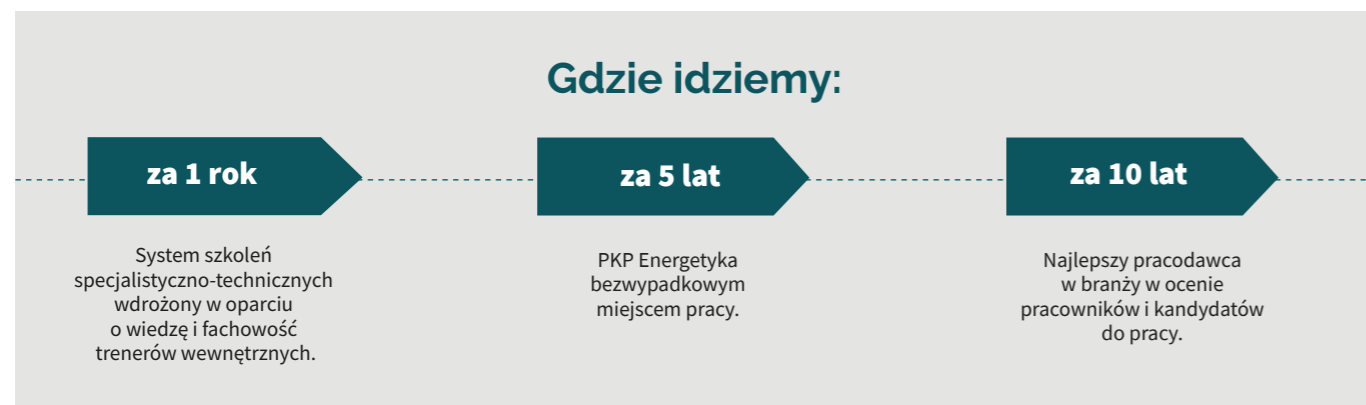 Gdzie idziemy:
za 1 rok
System szkoleń
specjalistyczno-technicznych
wdrożony w oparciu
o wiedzę i fachowość
trenerów wewnętrznych.
za 5 lat
PKP Energetyka
bezwypadkowym
miejscem pracy.
za 10 lat
Najlepszy pracodawca
w branży w ocenie
pracowników i kandydatów
do pracy.